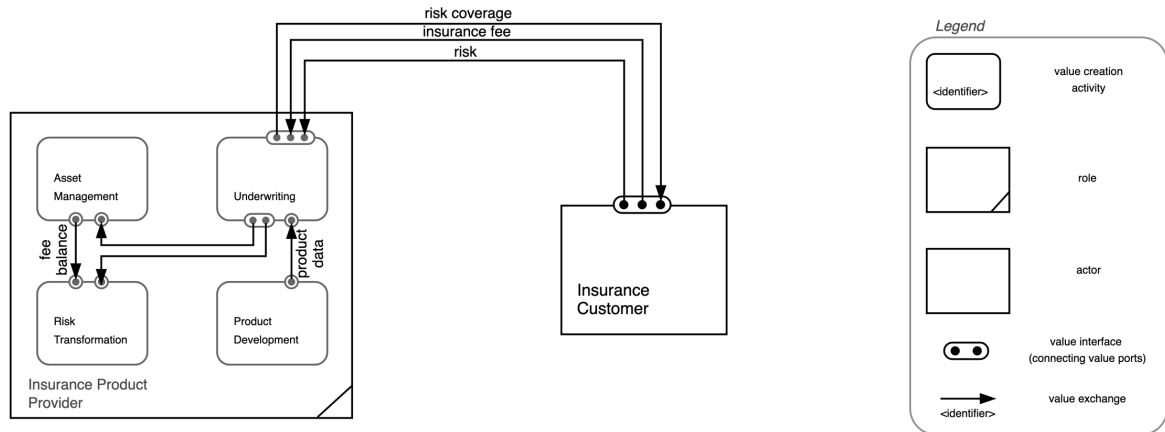 risk coverage
insurance fee
risk
Asset
Management
Underwriting
fee
balance
product
data
Risk
Transformation
Product
Development
Insurance Product
Provider
Insurance
Customer
Legend
<identifier>
value creation
activity
role
actor
value interface
(connecting value ports)
value exchange
<identifier>